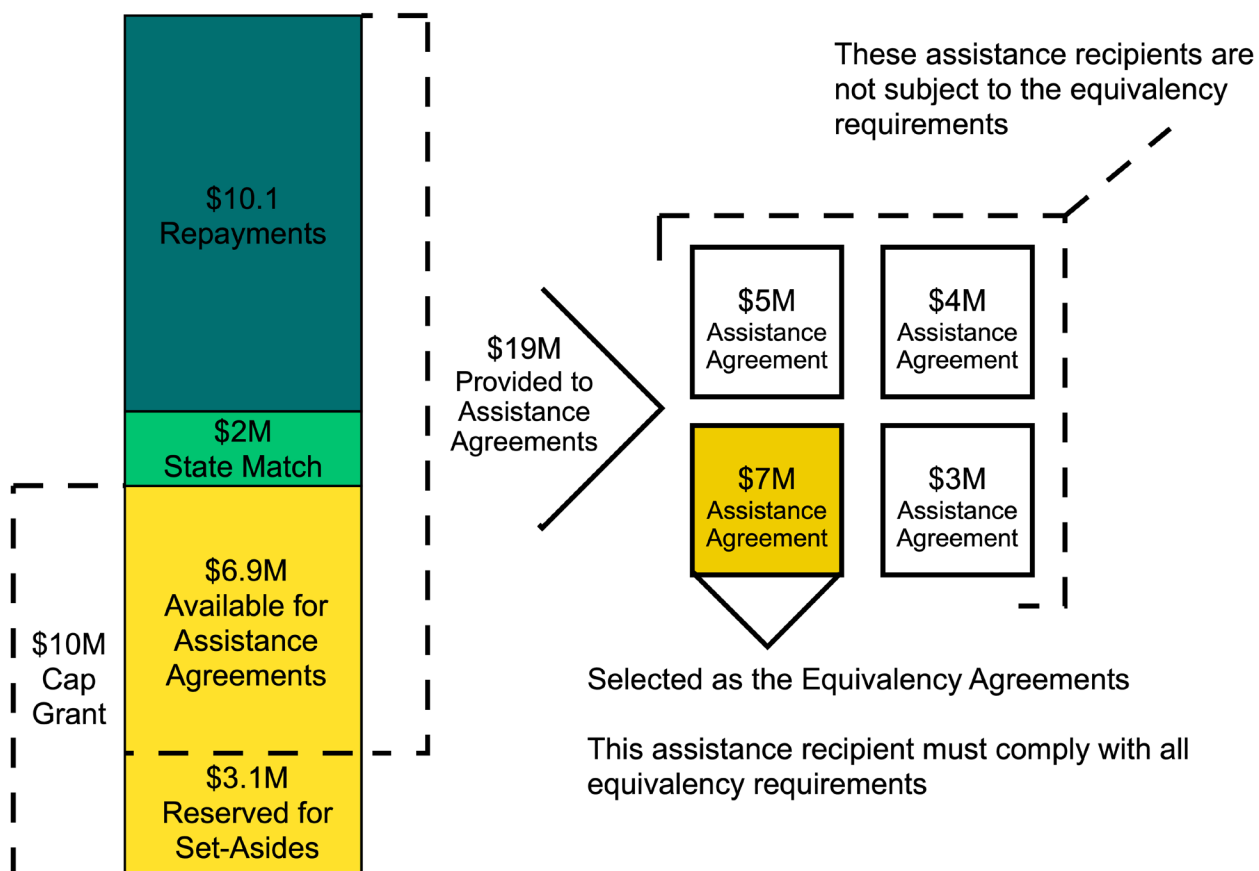 $10.1
Repayments
$2M
State Match
$6.9M
Available for
Assistance
Agreements
$3.1M
Reserved for
Set-Asides
$10M
Cap
Grant
$19M
Provided to
Assistance
Agreements
These assistance recipients are
not subject to the equivalency
requirements
$5M
Assistance
Agreement
$4M
Assistance
Agreement
$7M
Assistance
Agreement
$3M
Assistance
Agreement
Selected as the Equivalency Agreements
This assistance recipient must comply with all
equivalency requirements